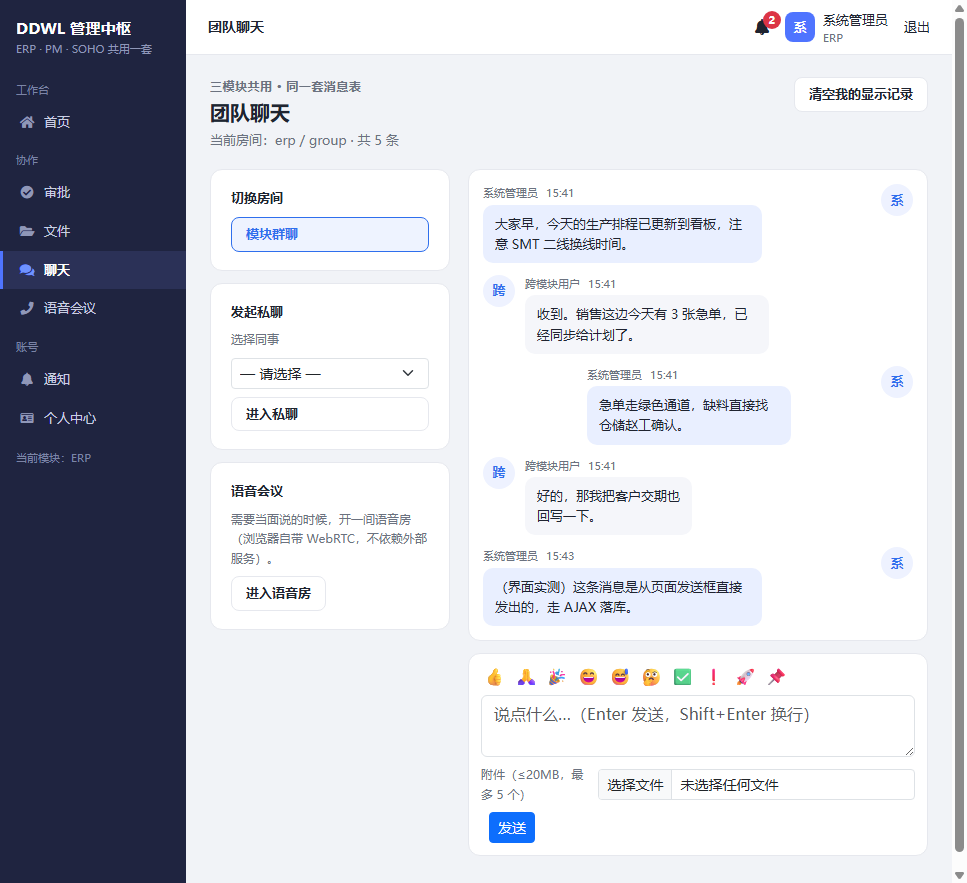 DDWL 管理中枢
ERP · PM · SOHO 共用一套
工作台
首页
协作
审批
文件
聊天
语音会议
账号
通知
个人中心
当前模块：ERP
团队聊天
2
系
系统管理员
ERP
退出
三模块共用 • 同一套消息表
团队聊天
当前房间：erp / group · 共 5 条
清空我的显示记录
切换房间
模块群聊
发起私聊
选择同事
— 请选择 —
进入私聊
语音会议
需要当面说的时候，开一间语音房
（浏览器自带 WebRTC，不依赖外部
服务）。
进入语音房
系统管理员 15:41
系
大家早，今天的生产排程已更新到看板，注
意 SMT 二线换线时间。
跨
跨模块用户 15:41
收到。销售这边今天有 3 张急单，已
经同步给计划了。
系统管理员 15:41
系
急单走绿色通道，缺料直接找
仓储赵工确认。
跨
跨模块用户 15:41
好的，那我把客户交期也
回写一下。
系统管理员 15:43
系
（界面实测）这条消息是从页面发送框直接
发出的，走 AJAX 落库。
👍 🙏 🎉 😄 😅 🤔 ✅ ❗ 🚀 📌
说点什么…（Enter 发送，Shift+Enter 换行）
附件（≤20MB，最
多 5 个）
选择文件 未选择任何文件
发送